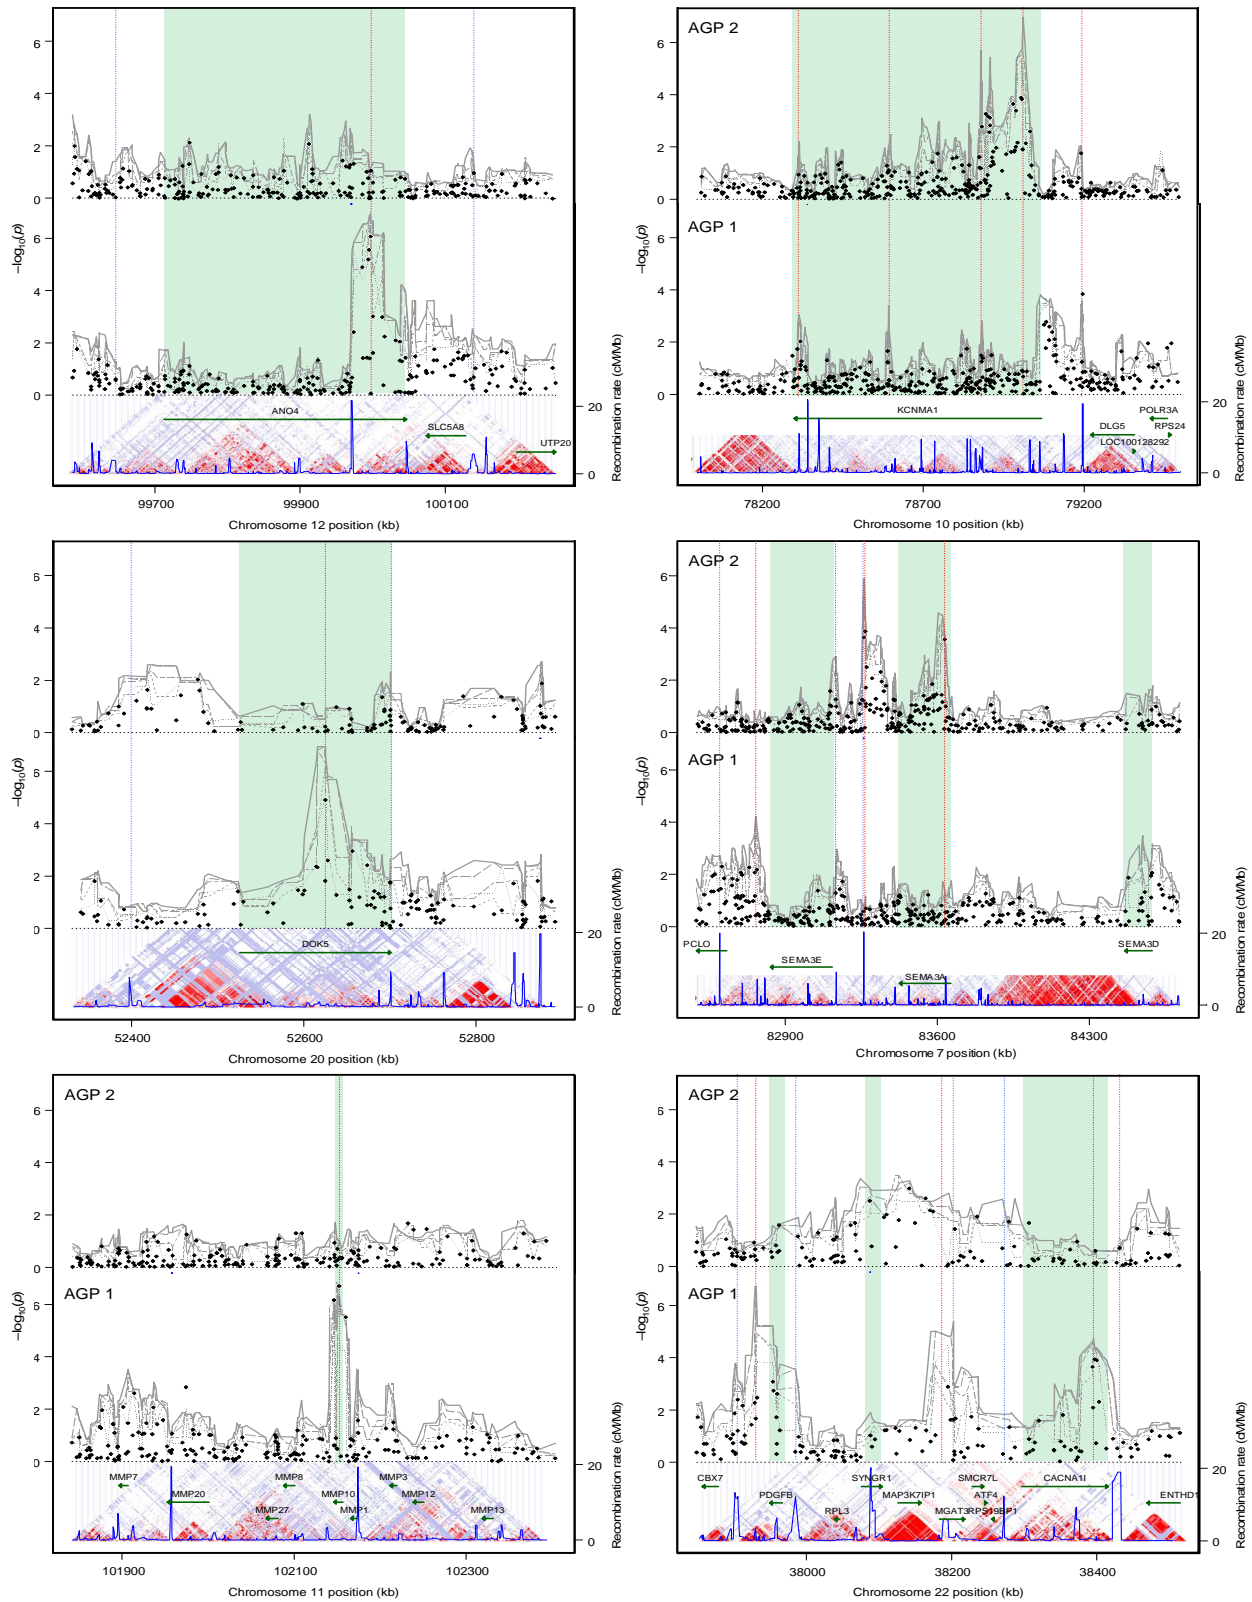 6
4
2
0
6
4
2
0
−log10(p)
ANO4
SLC5A8
UTP20
20
0
Recombination rate (cM/Mb)
99700 99900 100100
Chromosome 12 position (kb)
AGP 2
6
4
2
0
AGP 1
6
4
2
0
−log10(p)
KCNMA1
POLR3A
DLG5
RPS24
LOC100128292
20
0
Recombination rate (cM/Mb)
78200 78700 79200
Chromosome 10 position (kb)
6
4
2
0
6
4
2
0
−log10(p)
DOK5
20
0
Recombination rate (cM/Mb)
52400 52600 52800
Chromosome 20 position (kb)
AGP 2
6
4
2
0
AGP 1
6
4
2
0
−log10(p)
PCLO
SEMA3D
SEMA3E
SEMA3A
20
0
Recombination rate (cM/Mb)
82900 83600 84300
Chromosome 7 position (kb)
AGP 2
6
4
2
0
AGP 1
6
4
2
0
−log10(p)
MMP7 MMP8 MMP3
MMP20 MMP10 MMP12
MMP27 MMP1 MMP13
20
0
Recombination rate (cM/Mb)
101900 102100 102300
Chromosome 11 position (kb)
AGP 2
6
4
2
0
AGP 1
6
4
2
0
−log10(p)
CBX7 SYNGR1 SMCR7L CACNA1I
PDGFB MAP3K7IP1 ATF4 ENTHD1
RPL3 MGAT3 RPS19BP1
20
0
Recombination rate (cM/Mb)
38000 38200 38400
Chromosome 22 position (kb)